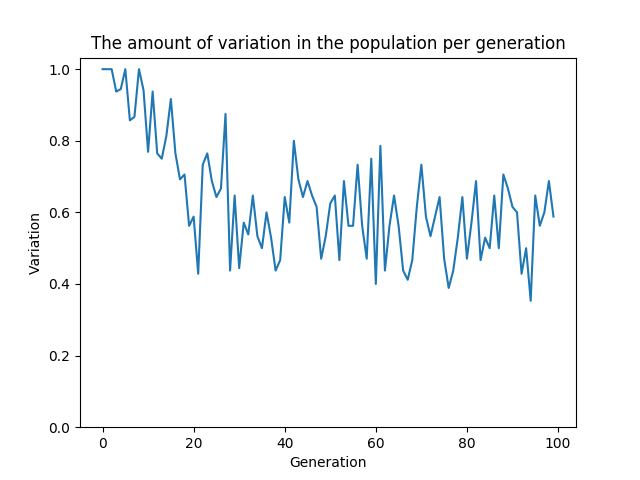 The amount of variation in the population per generation
1.0
0.8
0.6
0.4
0.2
0.0
Variation
0 20 40 60 80 100
Generation